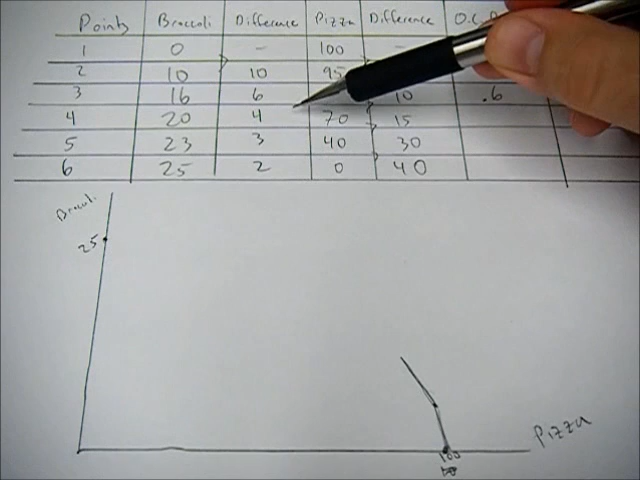 Points Broccoli Difference Pizza Difference O.C.
1 0 - 100 -
2 10 10 95
3 16 6 10 .6
4 20 4 70 15
5 23 3 40 30
6 25 2 0 40
25
Pizza
100